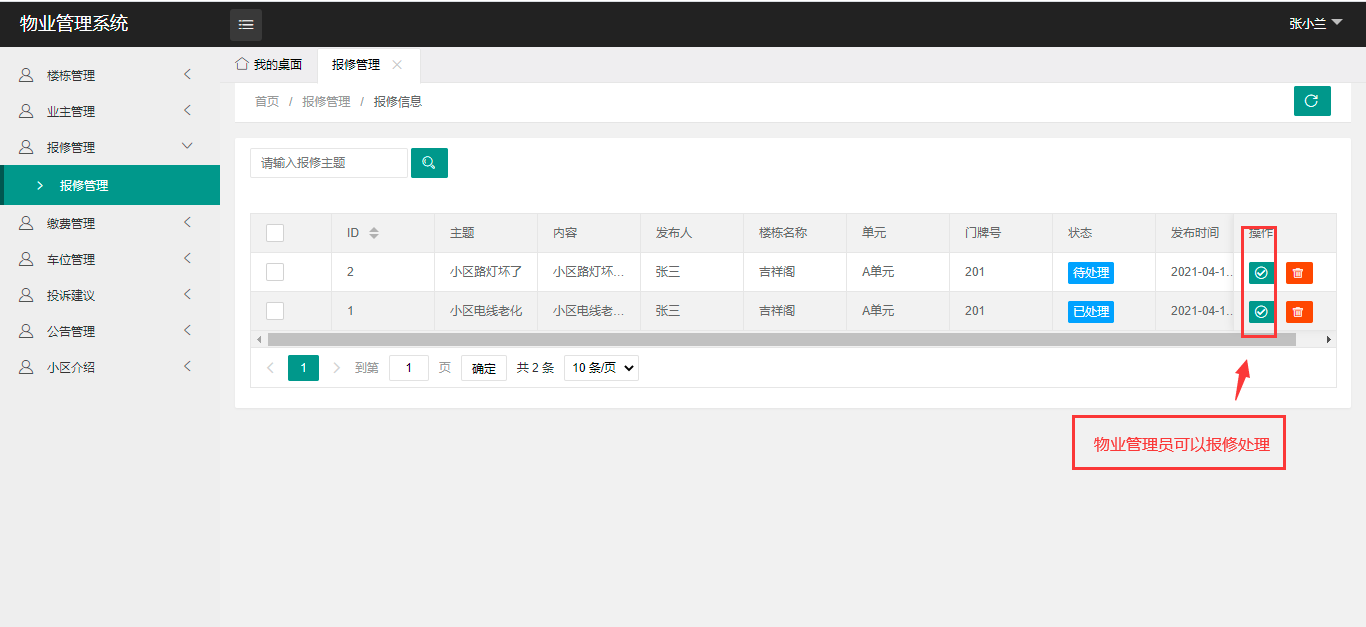 物业管理系统
张小兰
楼栋管理
业主管理
报修管理
报修管理
缴费管理
车位管理
投诉建议
公告管理
小区介绍
我的桌面 报修管理
首页 / 报修管理 / 报修信息
请输入报修主题
ID 主题 内容 发布人 楼栋名称 单元 门牌号 状态 发布时间 操作
2 小区路灯坏了 小区路灯坏... 张三 吉祥阁 A单元 201 待处理 2021-04-1...
1 小区电线老化 小区电线老... 张三 吉祥阁 A单元 201 已处理 2021-04-1...
1 到第 1 页 确定 共 2 条 10 条/页
物业管理员可以报修处理